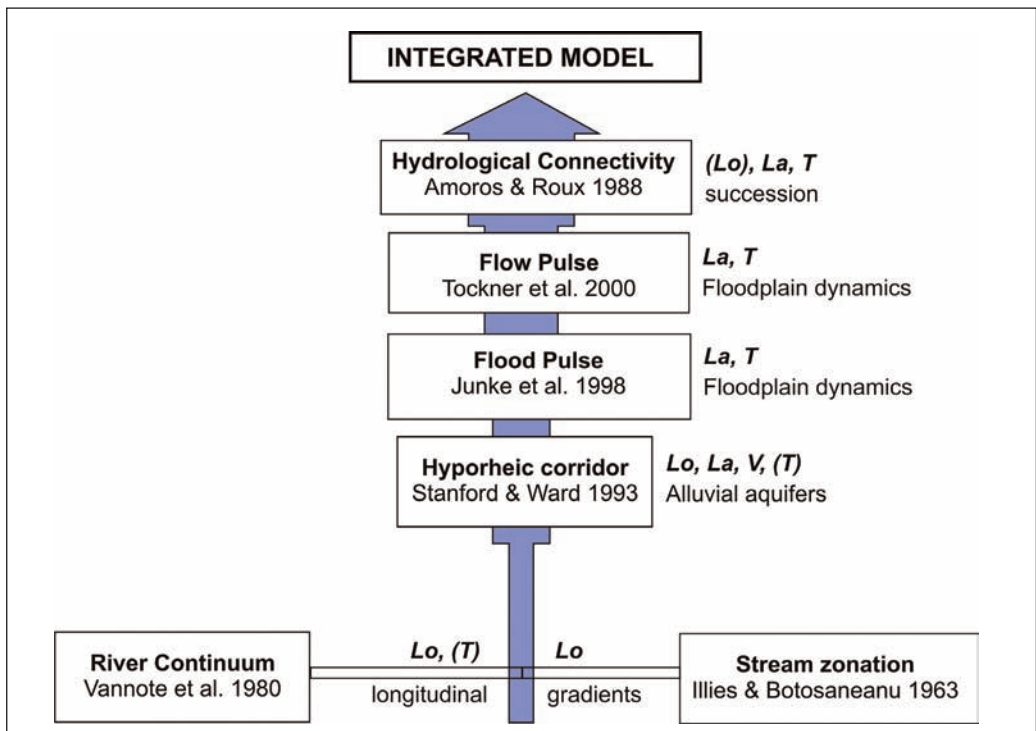 INTEGRATED MODEL
Hydrological Connectivity
Amoros & Roux 1988
(Lo), La, T
succession
Flow Pulse
Tockner et al. 2000
La, T
Floodplain dynamics
Flood Pulse
Junke et al. 1998
La, T
Floodplain dynamics
Hyporheic corridor
Stanford & Ward 1993
Lo, La, V, (T)
Alluvial aquifers
River Continuum
Vannote et al. 1980
Lo, (T)
longitudinal
Lo
gradients
Stream zonation
Illies & Botosaneanu 1963